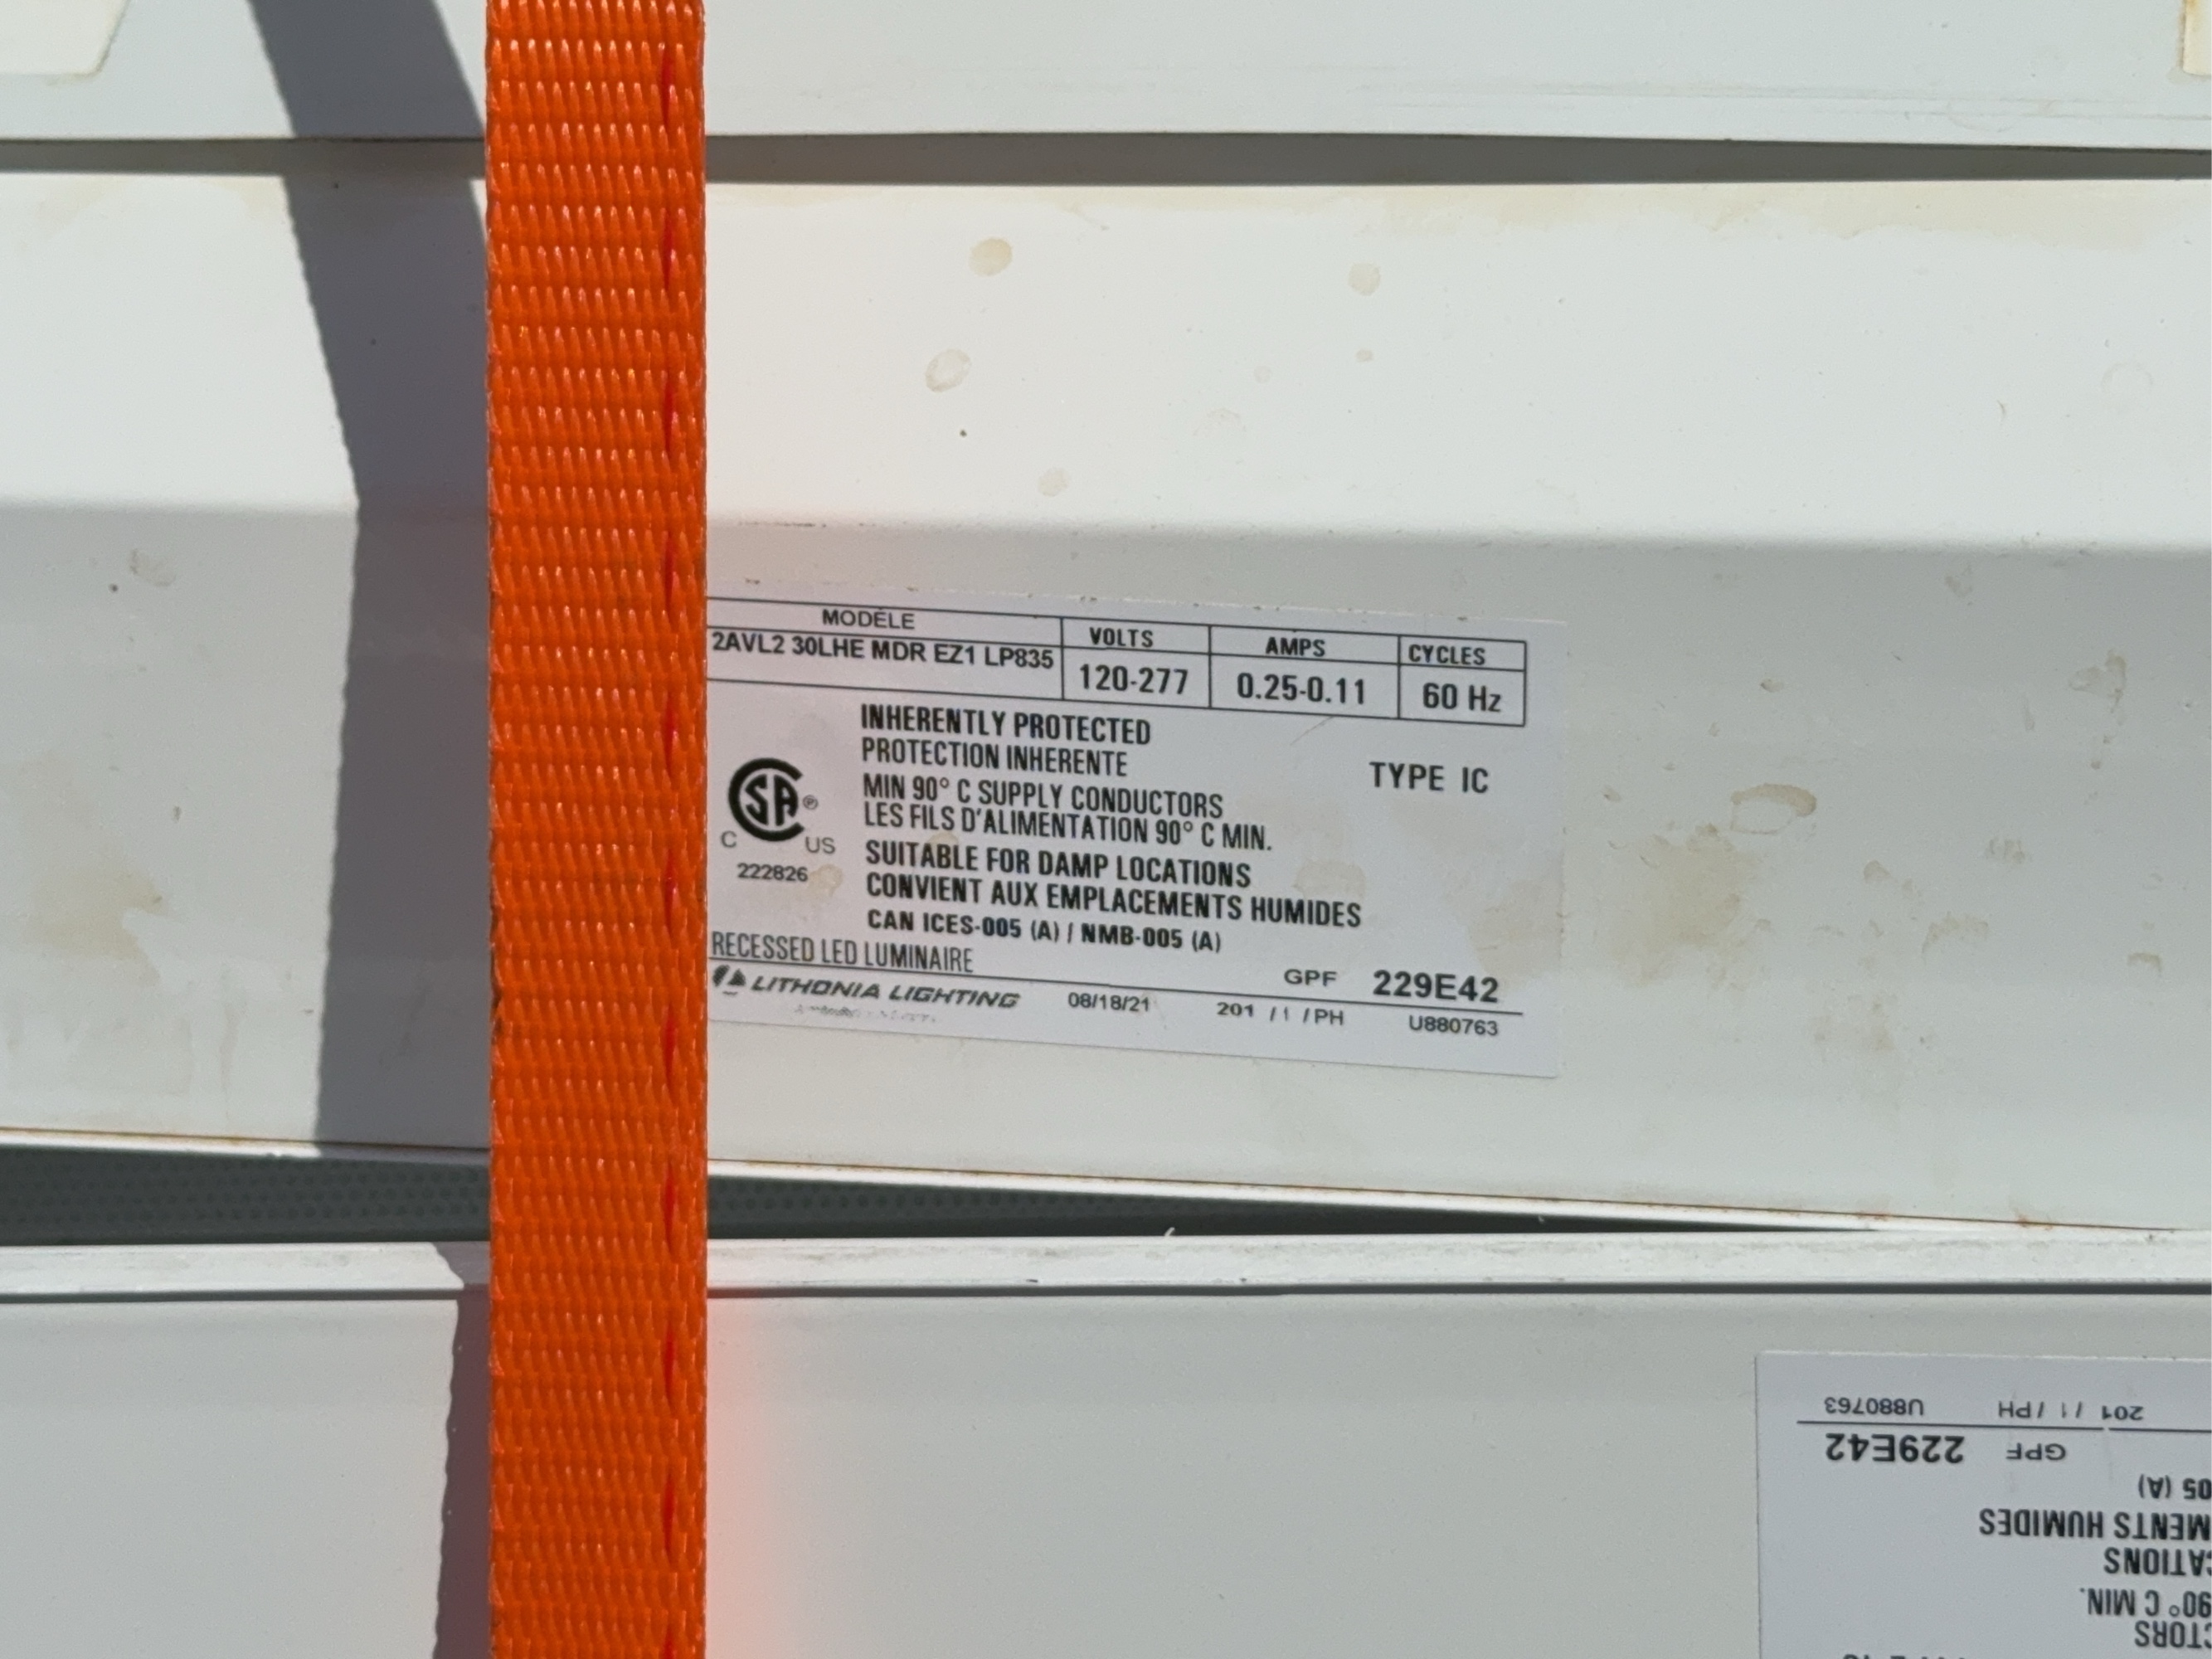 MODÈLE VOLTS AMPS CYCLES
2AVL2 30LHE MDR EZ1 LP835 120-277 0.25-0.11 60 Hz
INHERENTLY PROTECTED
PROTECTION INHERENTE
TYPE IC
MIN 90° C SUPPLY CONDUCTORS
LES FILS D'ALIMENTATION 90° C MIN.
SUITABLE FOR DAMP LOCATIONS
CONVIENT AUX EMPLACEMENTS HUMIDES
CAN ICES-005 (A) / NMB-005 (A)
CSA®
C US
222826
RECESSED LED LUMINAIRE
GPF 229E42
LITHONIA LIGHTING 08/18/21 201 /1 /PH U880763
CTORS
90° C MIN.
CATIONS
MENTS HUMIDES
05 (A)
GPF 229E42
201 /1 /PH U880763